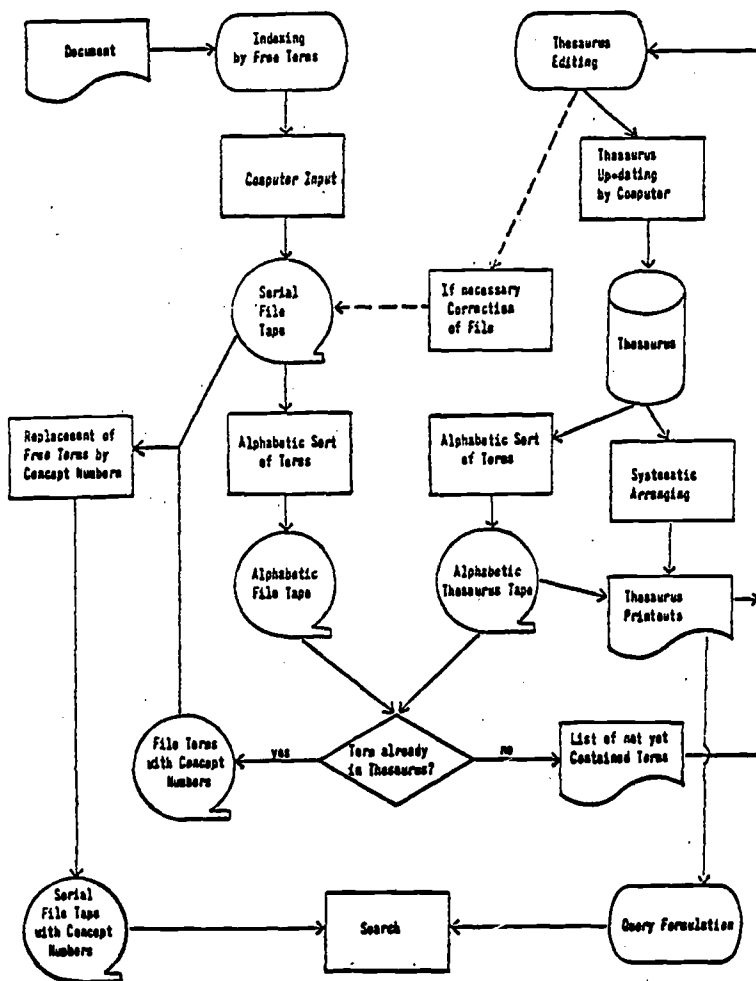 Document
Indexing
by Free Terms
Thesaurus
Editing
Computer Input
Thesaurus
Up-dating
by Computer
Serial
File
Tape
If necessary
Correction
of File
Thesaurus
Replacement of
Free Terms by
Concept Numbers
Alphabetic Sort
of Terms
Alphabetic Sort
of Terms
Systematic
Arranging
Alphabetic
File Tape
Alphabetic
Thesaurus Tape
Thesaurus
Printouts
File Terms
with Concept
Numbers
yes
Term already
in Thesaurus?
no
List of not yet
Contained Terms
Serial
File Tape
with Concept
Numbers
Search
Query Formulation